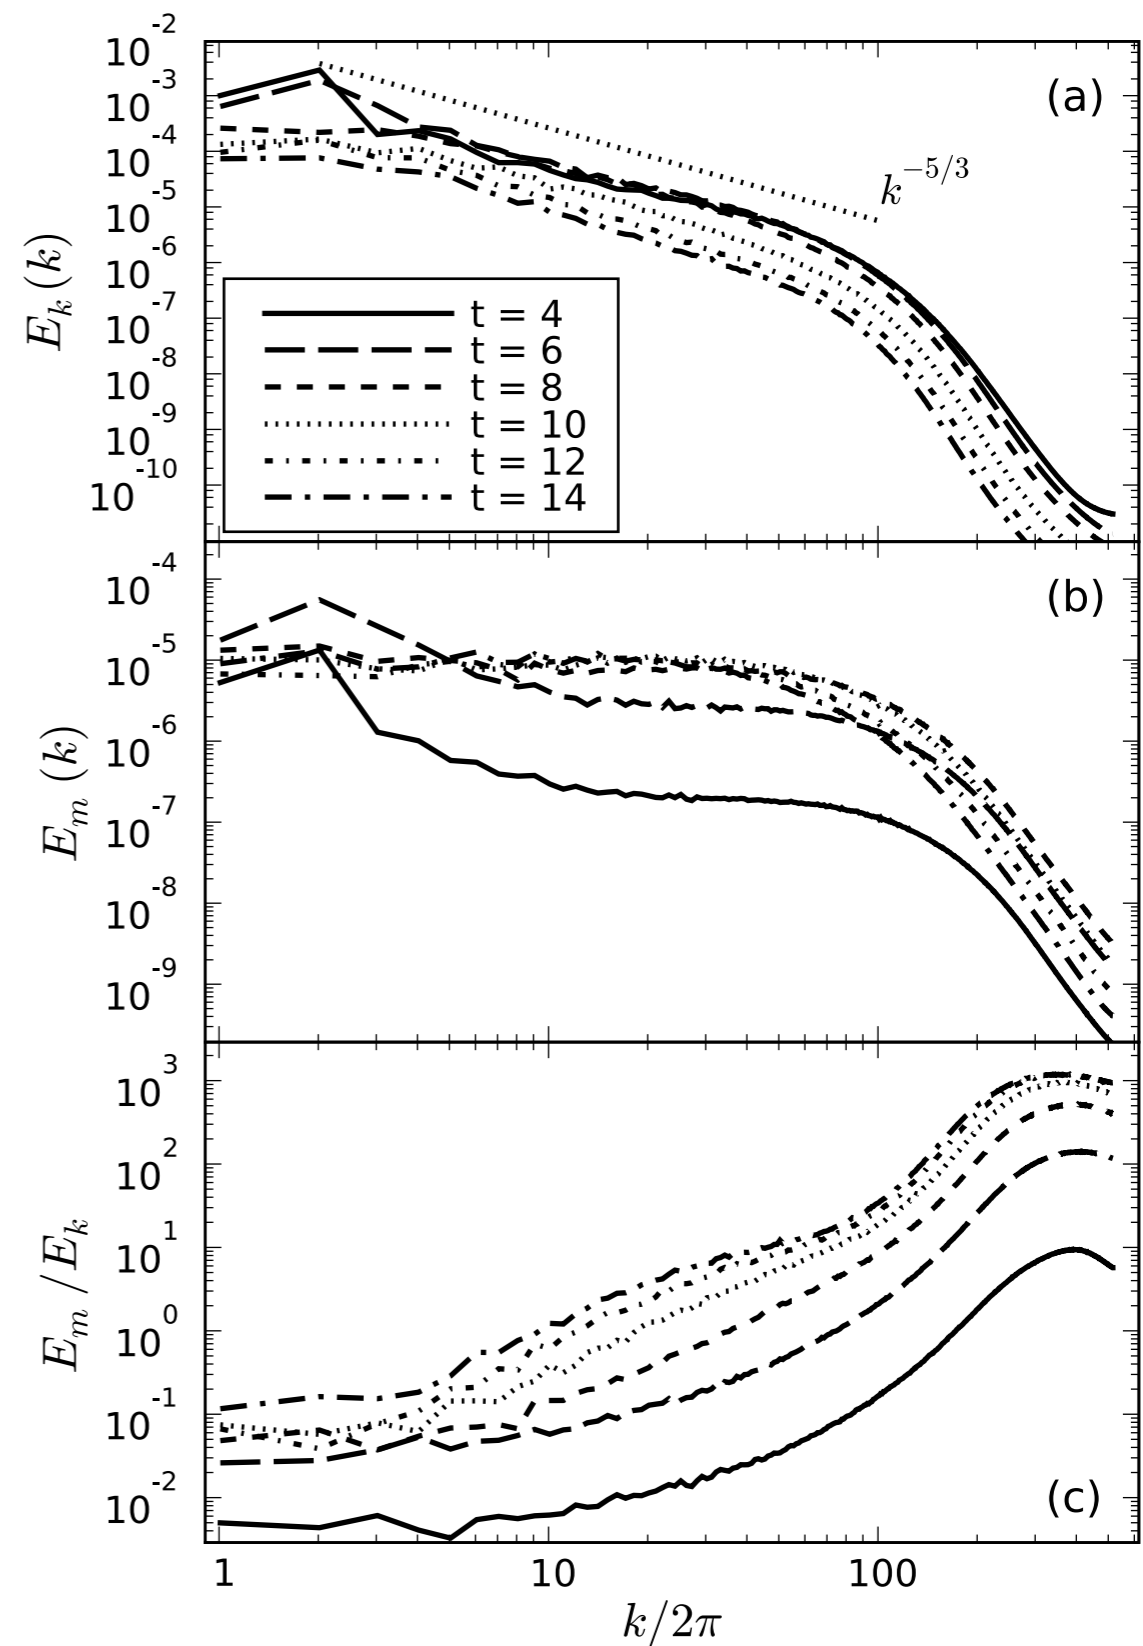 10^-2
(a)
10^-3
10^-4
k^{-5/3}
10^-5
10^-6
E_k (k)
10^-7
10^-8
10^-9
10^-10
t = 4
t = 6
t = 8
t = 10
t = 12
t = 14
10^-4
(b)
10^-5
10^-6
E_m (k)
10^-7
10^-8
10^-9
10^3
10^2
10^1
E_m / E_k
10^0
10^-1
10^-2
(c)
1 10 100
k/2π